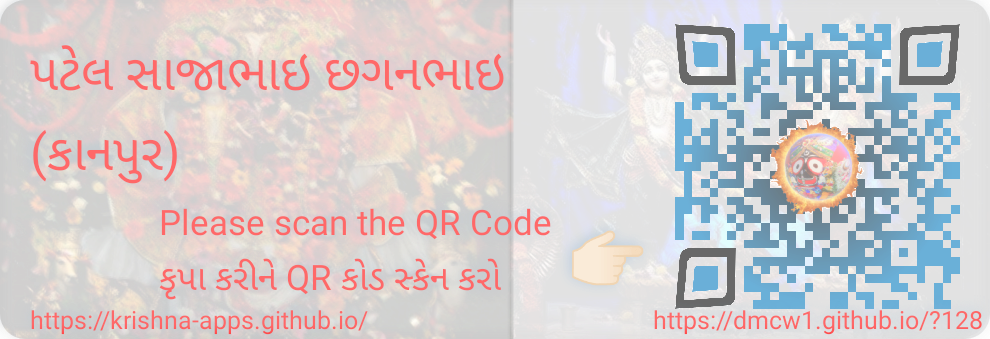 પટેલ સાજાભાઇ છગનભાઇ
(કાનપુર)
Please scan the QR Code
કૃપા કરીને QR કોડ સ્કેન કરો
https://krishna-apps.github.io/
https://dmcw1.github.io/?128